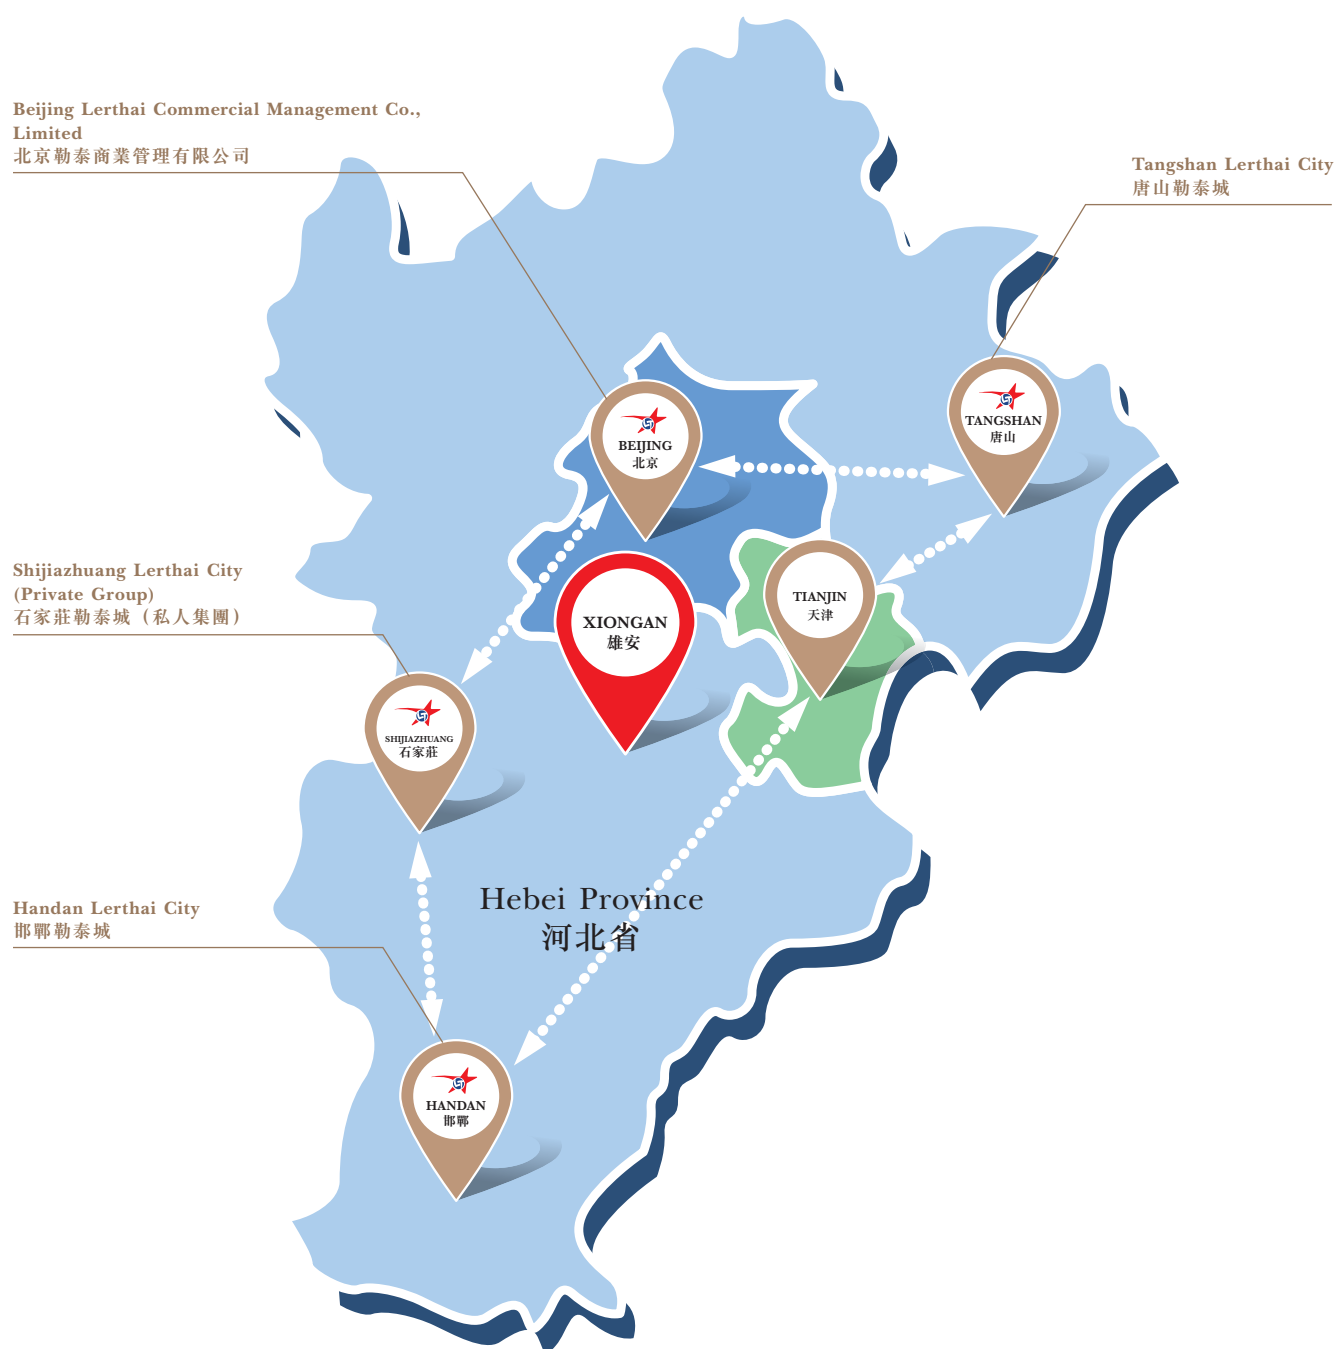 Beijing Lerthai Commercial Management Co.,
Limited
北京勒泰商業管理有限公司
Tangshan Lerthai City
唐山勒泰城
TANGSHAN
唐山
BEIJING
北京
Shijiazhuang Lerthai City
(Private Group)
石家莊勒泰城（私人集團）
XIONGAN
雄安
TIANJIN
天津
SHIJIAZHUANG
石家莊
Handan Lerthai City
邯鄲勒泰城
Hebei Province
河北省
HANDAN
邯鄲